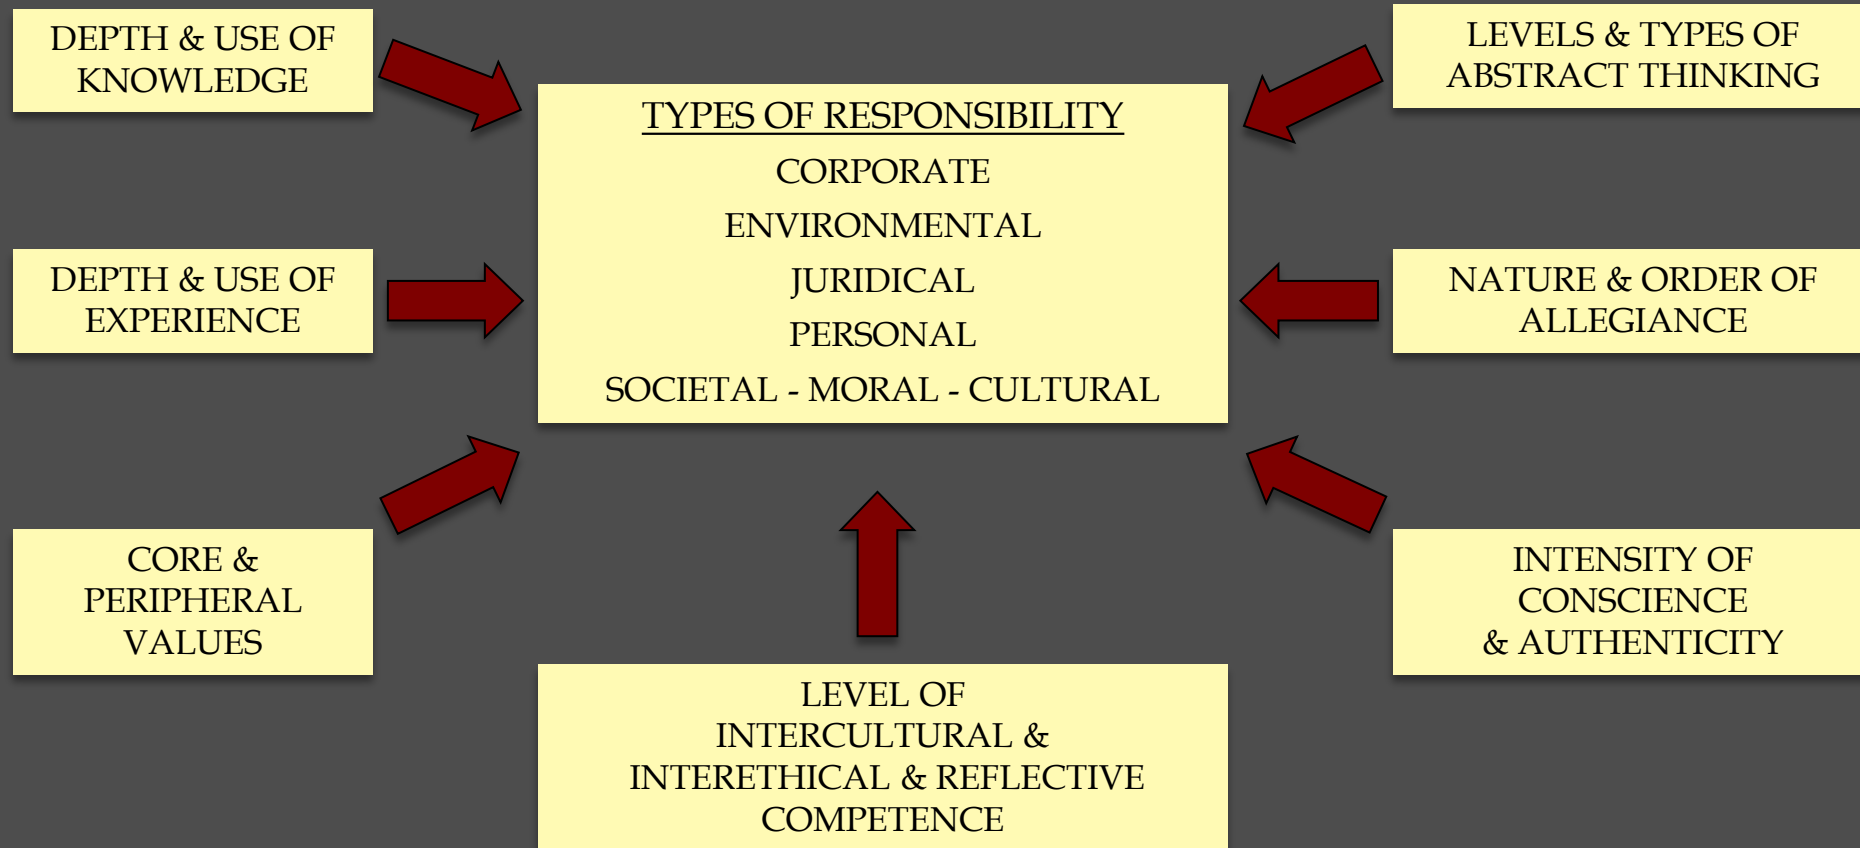 DEPTH & USE OF
KNOWLEDGE
LEVELS & TYPES OF
ABSTRACT THINKING
TYPES OF RESPONSIBILITY
CORPORATE
ENVIRONMENTAL
JURIDICAL
PERSONAL
SOCIETAL - MORAL - CULTURAL
DEPTH & USE OF
EXPERIENCE
NATURE & ORDER OF
ALLEGIANCE
CORE &
PERIPHERAL
VALUES
INTENSITY OF
CONSCIENCE
& AUTHENTICITY
LEVEL OF
INTERCULTURAL &
INTERETHICAL & REFLECTIVE
COMPETENCE